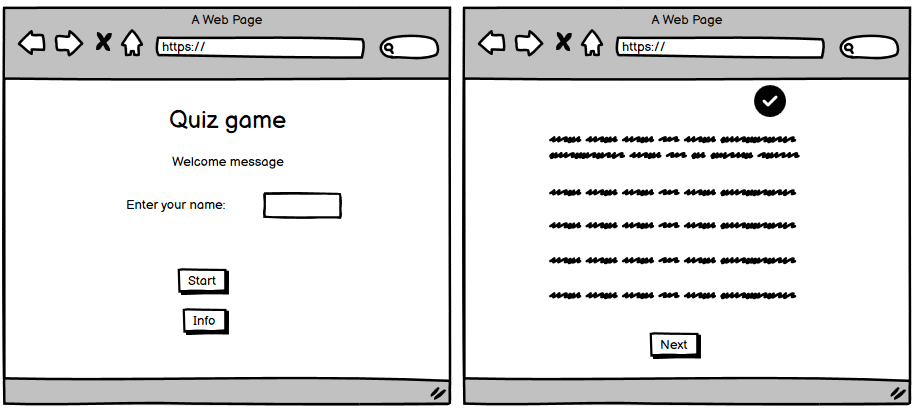 A Web Page
https://
Quiz game
Welcome message
Enter your name:
Start
Info
A Web Page
https://
Next